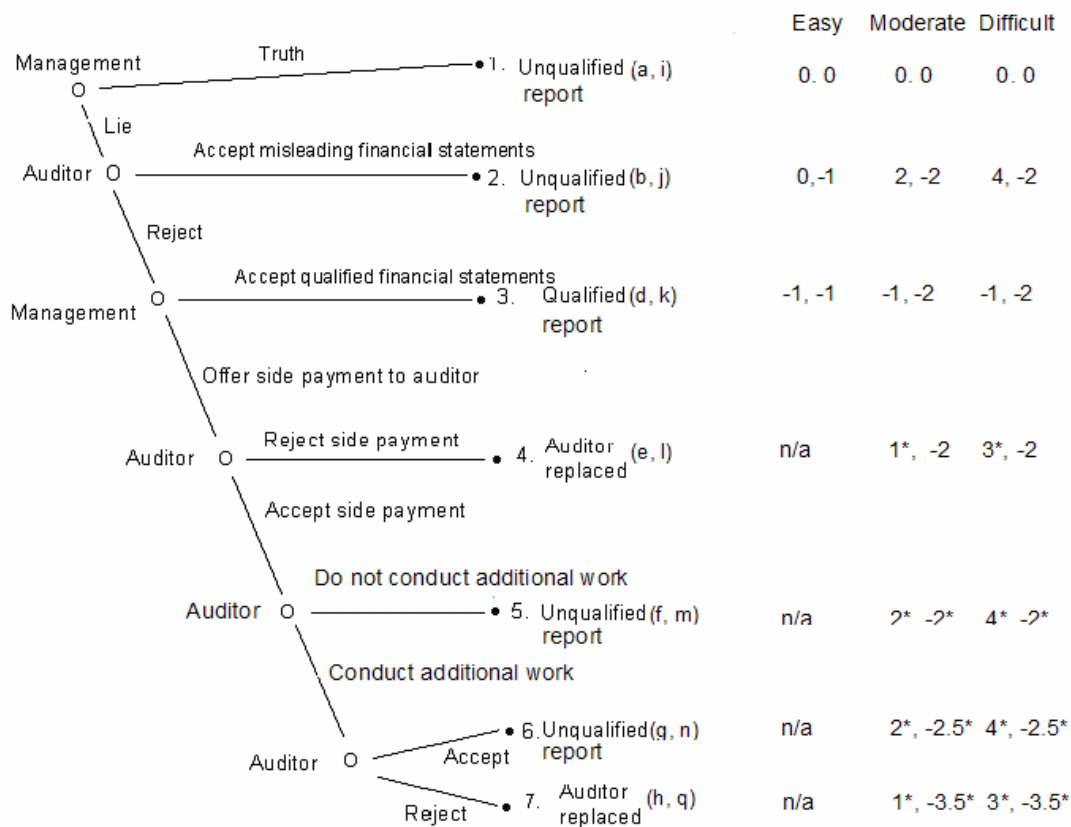 Easy Moderate Difficult
Truth
Management
1. Unqualified (a, i)
report
0. 0 0. 0 0. 0
Lie
Accept misleading financial statements
Auditor
2. Unqualified (b, j)
report
0,-1 2, -2 4, -2
Reject
Accept qualified financial statements
Management
3. Qualified (d, k)
report
-1, -1 -1, -2 -1, -2
Offer side payment to auditor
Reject side payment
Auditor
4. Auditor (e, l)
replaced
n/a 1*, -2 3*, -2
Accept side payment
Do not conduct additional work
Auditor
5. Unqualified (f, m)
report
n/a 2* -2* 4* -2*
Conduct additional work
6. Unqualified (g, n)
report
n/a 2*, -2.5* 4*, -2.5*
Auditor
Accept
7. Auditor (h, q)
replaced
n/a 1*, -3.5* 3*, -3.5*
Reject